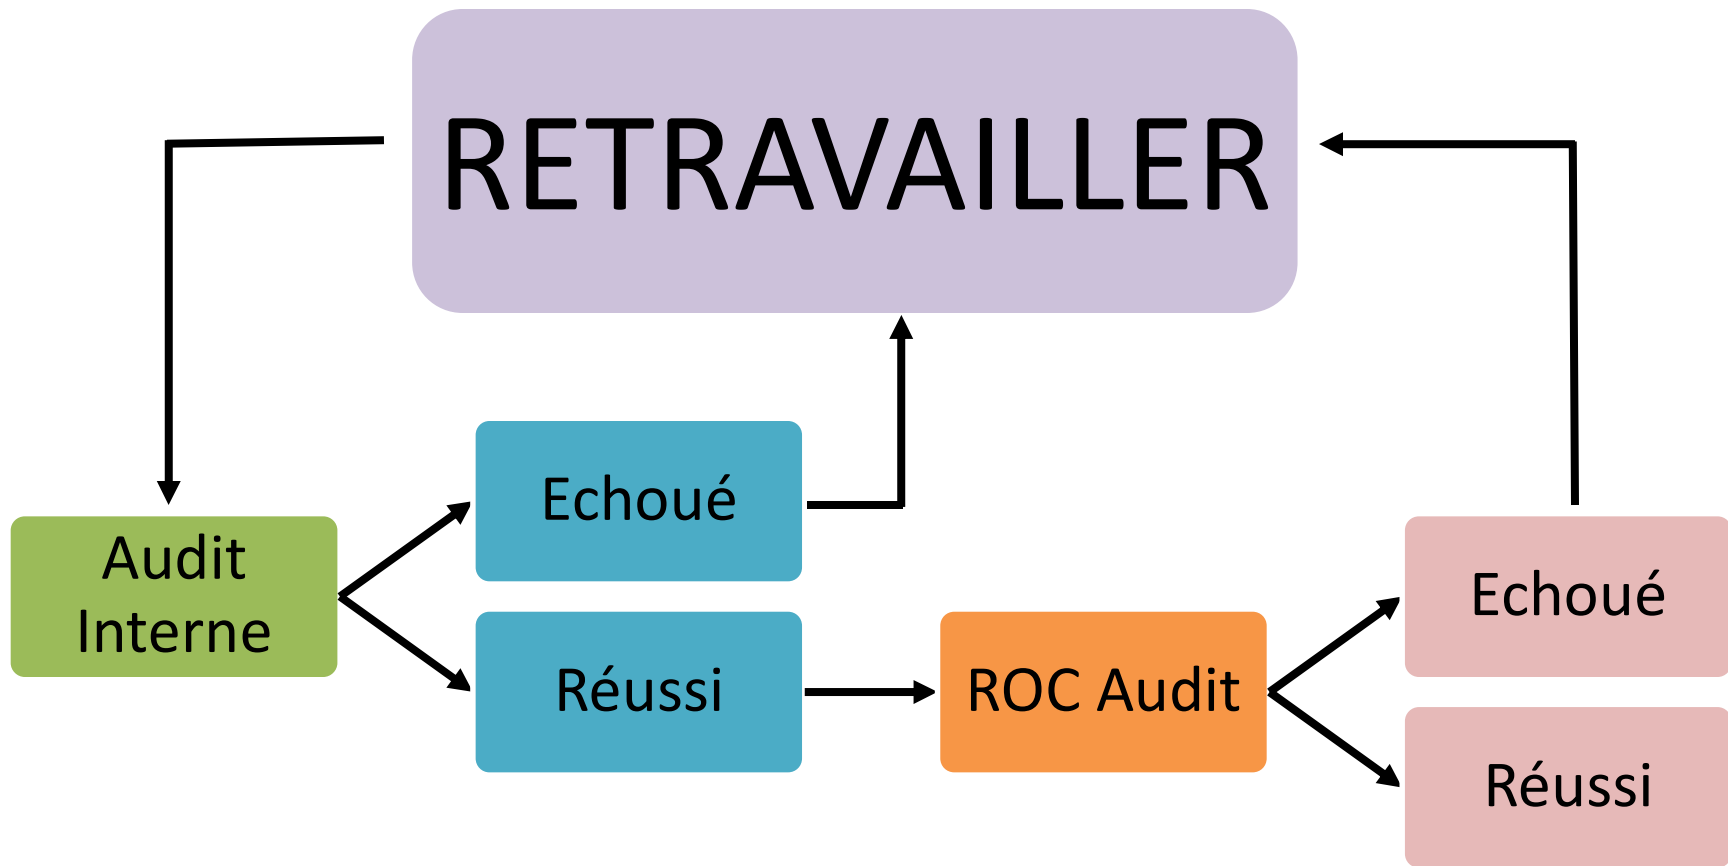 RETRAVAILLER
Audit
Interne
Echoué
Réussi
ROC Audit
Echoué
Réussi